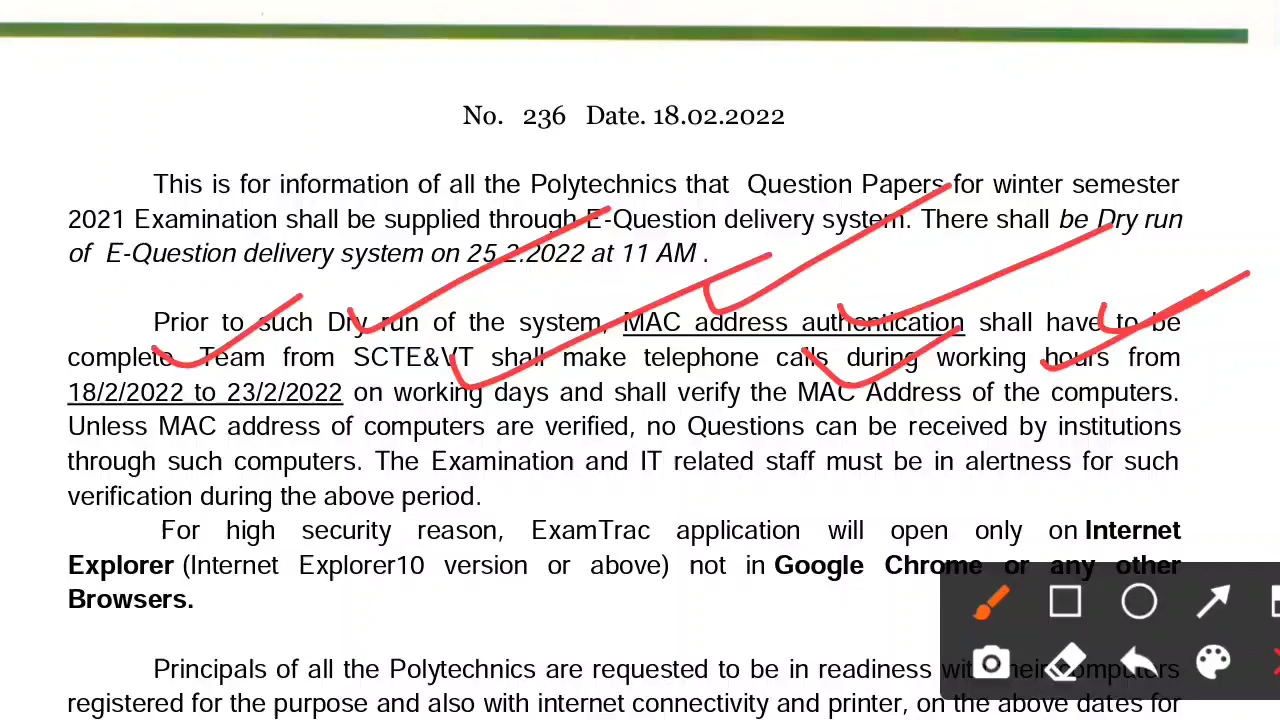 No. 236 Date. 18.02.2022
This is for information of all the Polytechnics that Question Papers for winter semester
2021 Examination shall be supplied through E-Question delivery system. There shall be Dry run
of E-Question delivery system on 25.2.2022 at 11 AM .
Prior to such Dry run of the system, MAC address authentication shall have to be
complete. Team from SCTE&VT shall make telephone calls during working hours from
18/2/2022 to 23/2/2022 on working days and shall verify the MAC Address of the computers.
Unless MAC address of computers are verified, no Questions can be received by institutions
through such computers. The Examination and IT related staff must be in alertness for such
verification during the above period.
For high security reason, ExamTrac application will open only on Internet
Explorer (Internet Explorer10 version or above) not in Google Chrome or any other
Browsers.
Principals of all the Polytechnics are requested to be in readiness with their computers
registered for the purpose and also with internet connectivity and printer, on the above dates for